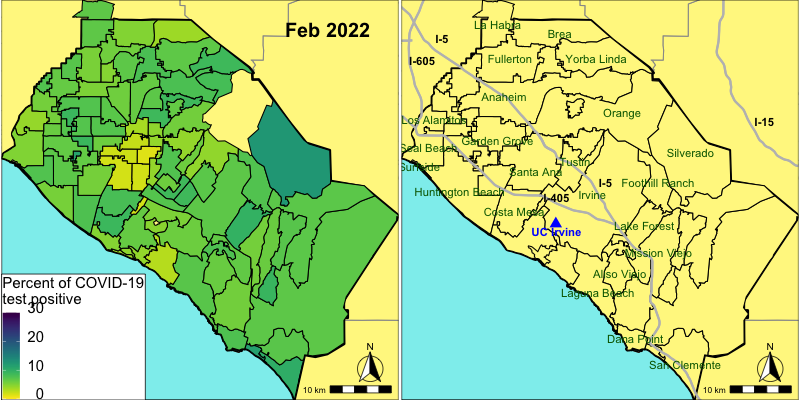 Feb 2022
Percent of COVID-19
test positive
30
20
10
0
N
10 km
La Habra
Brea
I-5
I-605
Fullerton
Yorba Linda
Anaheim
Orange
I-15
Los Alamitos
Garden Grove
Seal Beach
Silverado
Sunside
Tustin
Santa Ana
I-5
Foothill Ranch
Huntington Beach
I-405
Irvine
Costa Mesa
Lake Forest
UC Irvine
Mission Viejo
Aliso Viejo
Laguna Beach
Dana Point
San Clemente
N
10 km